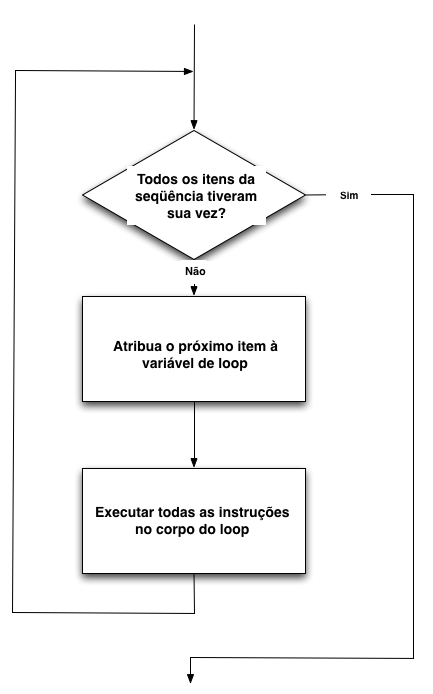 Todos os itens da
seqüência tiveram
sua vez?
Sim
Não
Atribua o próximo item à
variável de loop
Executar todas as instruções
no corpo do loop